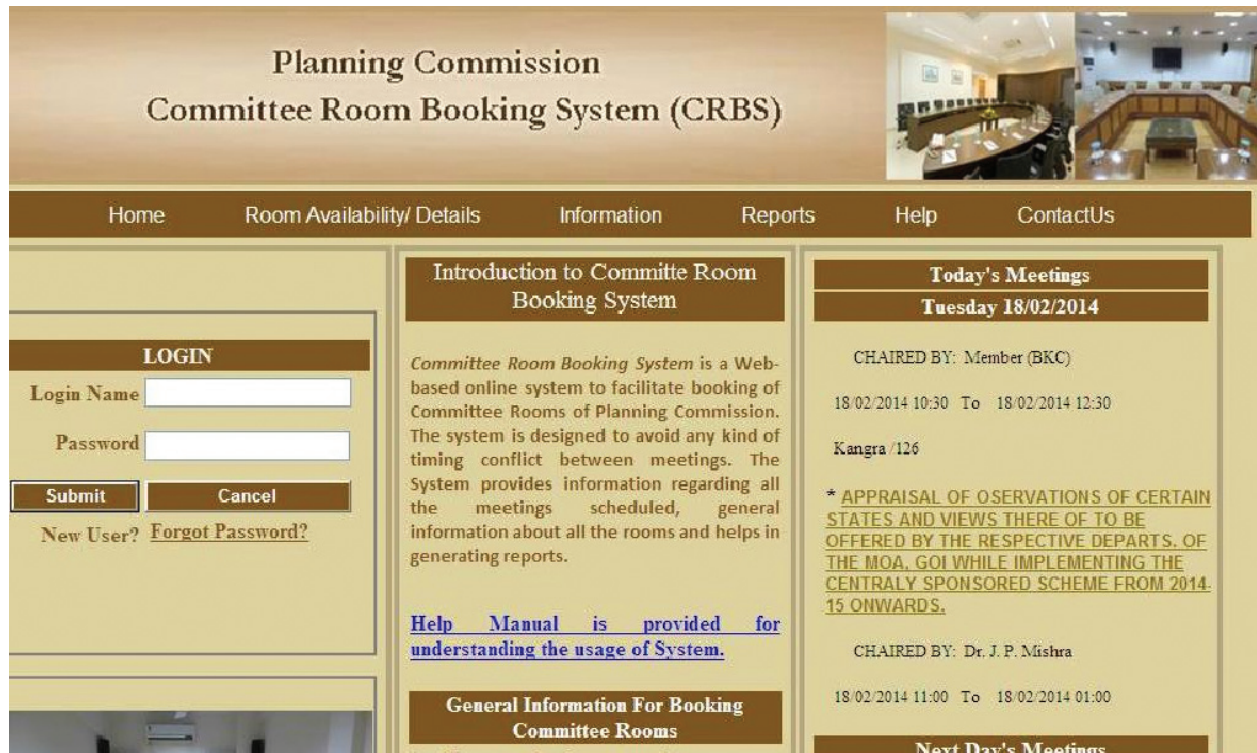 Planning Commission
Committee Room Booking System (CRBS)
Home Room Availability/ Details Information Reports Help ContactUs
LOGIN
Login Name
Password
Submit Cancel
New User? Forgot Password?
Introduction to Committe Room
Booking System
Committee Room Booking System is a Web-
based online system to facilitate booking of
Committee Rooms of Planning Commission.
The system is designed to avoid any kind of
timing conflict between meetings. The
System provides information regarding all
the meetings scheduled, general
information about all the rooms and helps in
generating reports.
Help Manual is provided for
understanding the usage of System.
General Information For Booking
Committee Rooms
Today's Meetings
Tuesday 18/02/2014
CHAIRED BY: Member (BKC)
18/02/2014 10:30 To 18/02/2014 12:30
Kangra /126
* APPRAISAL OF OSERVATIONS OF CERTAIN
STATES AND VIEWS THERE OF TO BE
OFFERED BY THE RESPECTIVE DEPARTS. OF
THE MOA, GOI WHILE IMPLEMENTING THE
CENTRALY SPONSORED SCHEME FROM 2014-
15 ONWARDS.
CHAIRED BY: Dr. J. P. Mishra
18/02/2014 11:00 To 18/02/2014 01:00
Next Day's Meetings